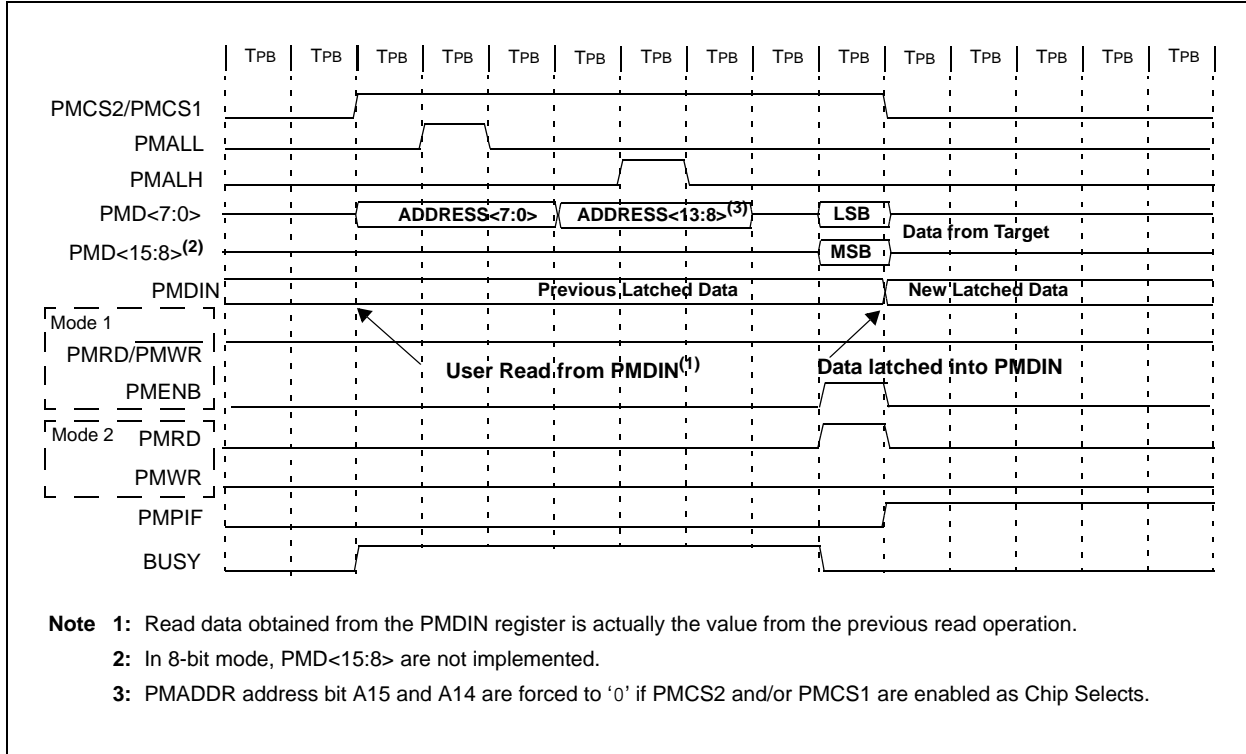 TPB TPB TPB TPB TPB TPB TPB TPB TPB TPB TPB TPB TPB TPB TPB
PMCS2/PMCS1
PMALL
PMALH
PMD<7:0> ADDRESS<7:0> ADDRESS<13:8>(3) LSB
Data from Target
PMD<15:8>(2) MSB
PMDIN Previous Latched Data New Latched Data
Mode 1
PMRD/PMWR
User Read from PMDIN(1) Data latched into PMDIN
PMENB
Mode 2 PMRD
PMWR
PMPIF
BUSY
Note 1: Read data obtained from the PMDIN register is actually the value from the previous read operation.
2: In 8-bit mode, PMD<15:8> are not implemented.
3: PMADDR address bit A15 and A14 are forced to ‘0’ if PMCS2 and/or PMCS1 are enabled as Chip Selects.